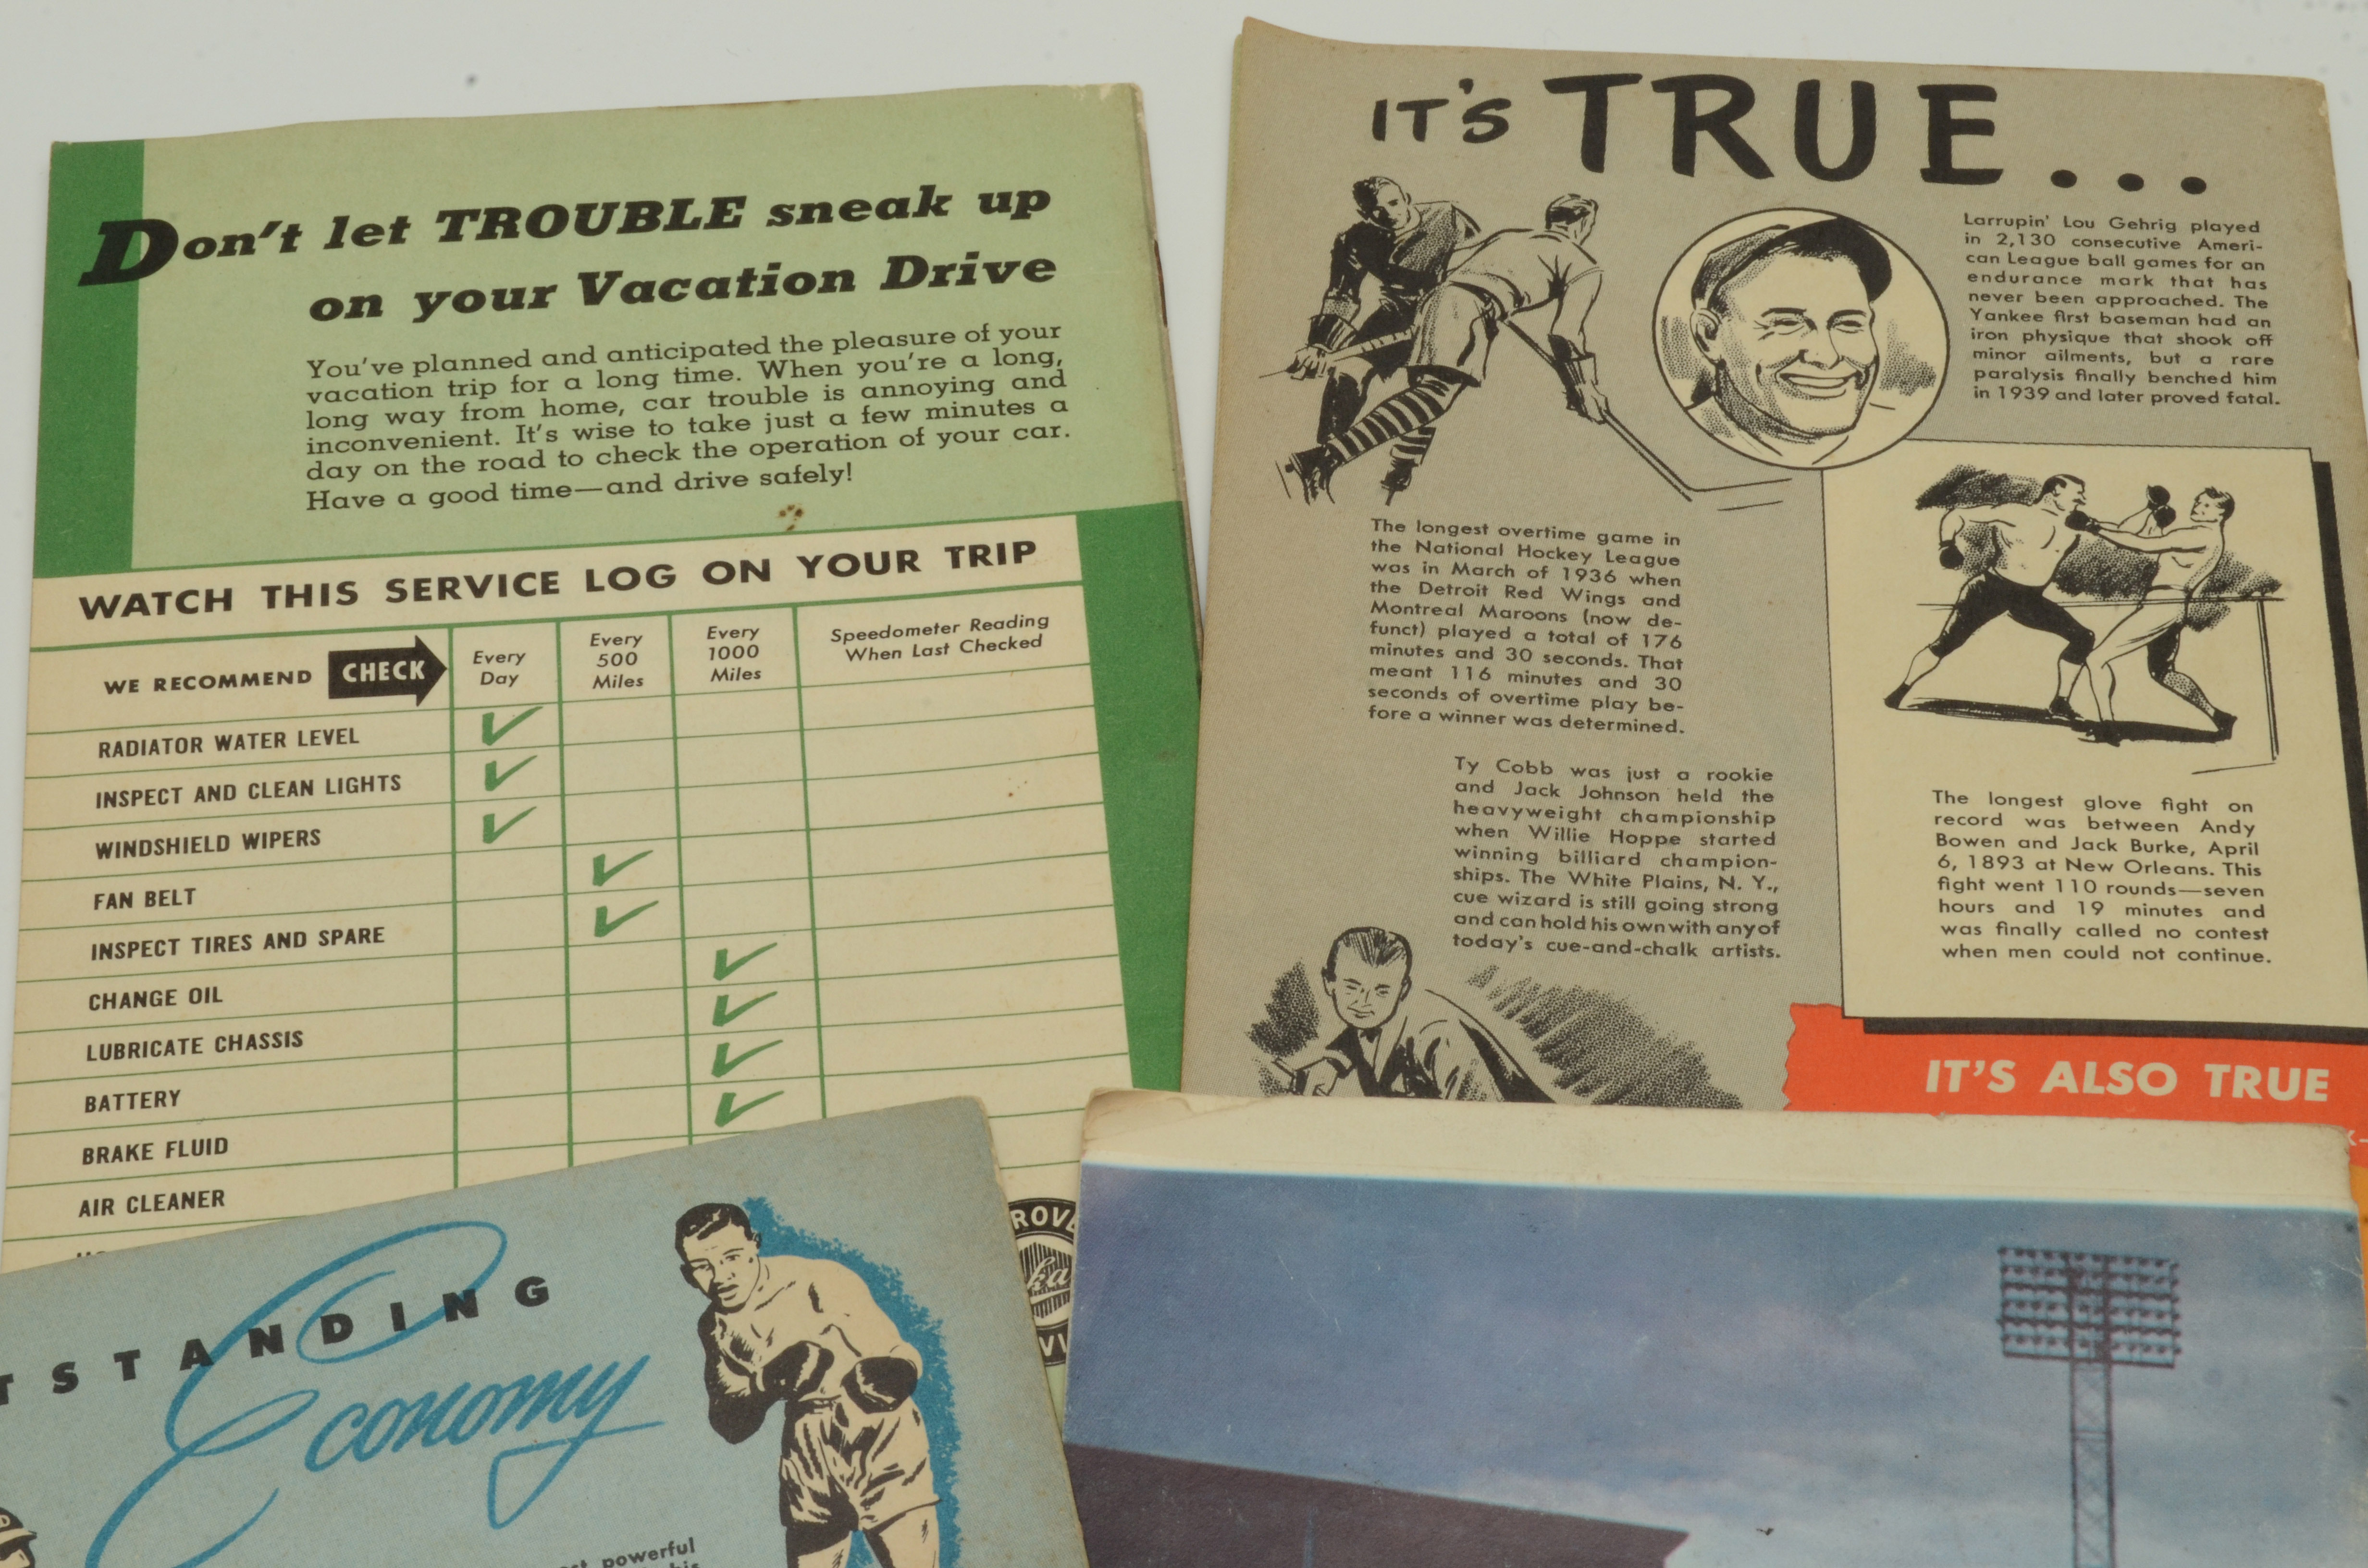 Don't let TROUBLE sneak up
on your Vacation Drive
You've planned and anticipated the pleasure of your
vacation trip for a long time. When you're a long,
long way from home, car trouble is annoying and
inconvenient. It's wise to take just a few minutes a
day on the road to check the operation of your car.
Have a good time—and drive safely!
WATCH THIS SERVICE LOG ON YOUR TRIP
WE RECOMMEND CHECK
Every Day
Every 500 Miles
Every 1000 Miles
Speedometer Reading
When Last Checked
RADIATOR WATER LEVEL
INSPECT AND CLEAN LIGHTS
WINDSHIELD WIPERS
FAN BELT
INSPECT TIRES AND SPARE
CHANGE OIL
LUBRICATE CHASSIS
BATTERY
BRAKE FLUID
AIR CLEANER
IT'S TRUE...
Larrupin' Lou Gehrig played
in 2,130 consecutive Ameri-
can League ball games for an
endurance mark that has
never been approached. The
Yankee first baseman had an
iron physique that shook off
minor ailments, but a rare
paralysis finally benched him
in 1939 and later proved fatal.
The longest overtime game in
the National Hockey League
was in March of 1936 when
the Detroit Red Wings and
Montreal Maroons (now de-
funct) played a total of 176
minutes and 30 seconds. That
meant 116 minutes and 30
seconds of overtime play be-
fore a winner was determined.
Ty Cobb was just a rookie
and Jack Johnson held the
heavyweight championship
when Willie Hoppe started
winning billiard champion-
ships. The White Plains, N. Y.,
cue wizard is still going strong
and can hold his own with any of
today's cue-and-chalk artists.
The longest glove fight on
record was between Andy
Bowen and Jack Burke, April
6, 1893 at New Orleans. This
fight went 110 rounds—seven
hours and 19 minutes and
was finally called no contest
when men could not continue.
IT'S ALSO TRUE
TSTANDING
Economy
powerful
his